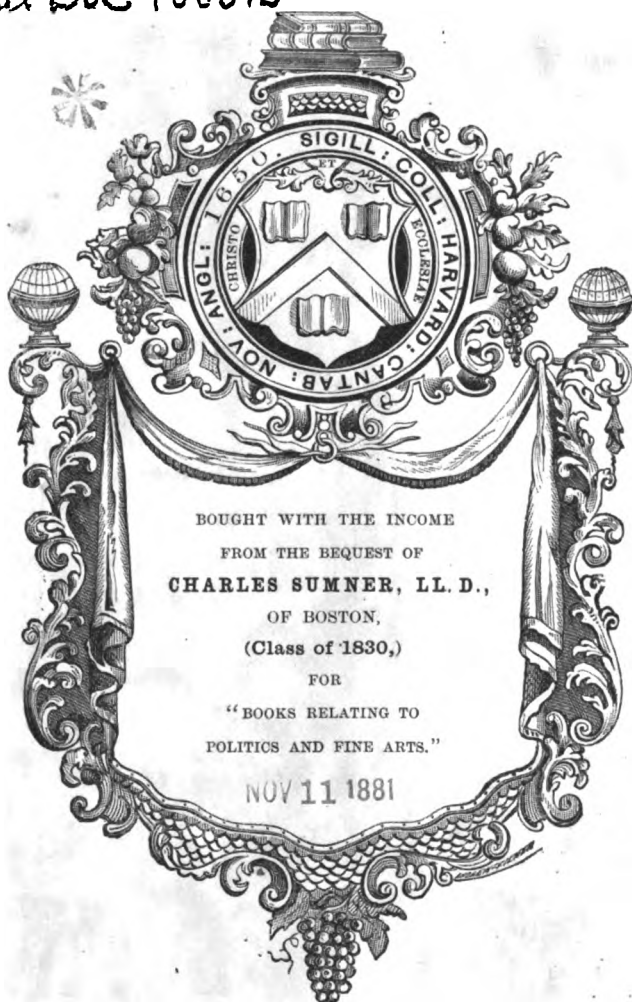 SIGILL: COLL: HARVARD: CANTAB: NOV: ANGL: 1650.
ET
CHRISTO
ECCLESIAE
BOUGHT WITH THE INCOME
FROM THE BEQUEST OF
CHARLES SUMNER, LL. D.,
OF BOSTON,
(Class of 1830,)
FOR
“BOOKS RELATING TO
POLITICS AND FINE ARTS.”
NOV 11 1881